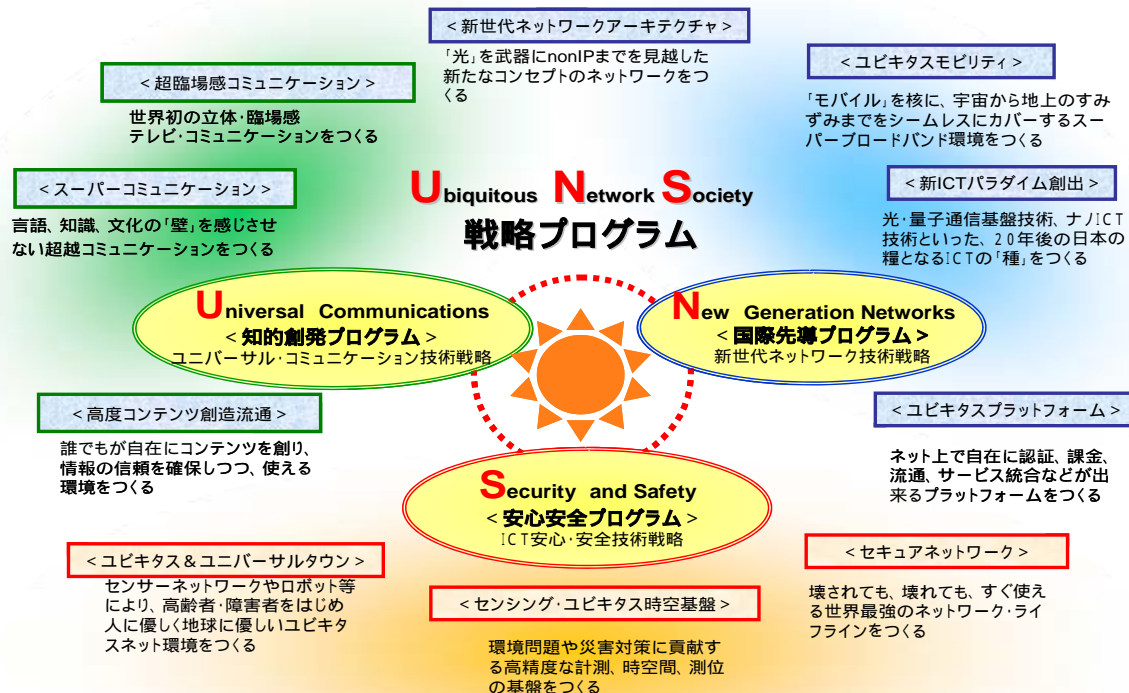 <新世代ネットワークアーキテクチャ>
「光」を武器にnonIPまでを見越した
新たなコンセプトのネットワークをつ
くる
<超臨場感コミュニケーション>
世界初の立体・臨場感
テレビ・コミュニケーションをつくる
<ユビキタスモビリティ>
「モバイル」を核に、宇宙から地上のすみ
ずみまでをシームレスにカバーするスー
パーブロードバンド環境をつくる
<スーパーコミュニケーション>
言語、知識、文化の「壁」を感じさせ
ない超越コミュニケーションをつくる
Ubiquitous Network Society
戦略プログラム
<新ICTパラダイム創出>
光・量子通信基盤技術、ナノICT
技術といった、20年後の日本の
糧となるICTの「種」をつくる
Universal Communications
<知的創発プログラム>
ユニバーサル・コミュニケーション技術戦略
New Generation Networks
<国際先導プログラム>
新世代ネットワーク技術戦略
<高度コンテンツ創造流通>
誰でもが自在にコンテンツを創り、
情報の信頼を確保しつつ、使える
環境をつくる
<ユビキタスプラットフォーム>
ネット上で自在に認証、課金、
流通、サービス統合などが出
来るプラットフォームをつくる
Security and Safety
<安心安全プログラム>
ICT安心・安全技術戦略
<ユビキタス&ユニバーサルタウン>
センサーネットワークやロボット等
により、高齢者・障害者をはじめ
人に優しく地球に優しいユビキタ
スネット環境をつくる
<センシング・ユビキタス時空基盤>
環境問題や災害対策に貢献す
る高精度な計測、時空間、測位
の基盤をつくる
<セキュアネットワーク>
壊されても、壊れても、すぐ使え
る世界最強のネットワーク・ライ
フラインをつくる